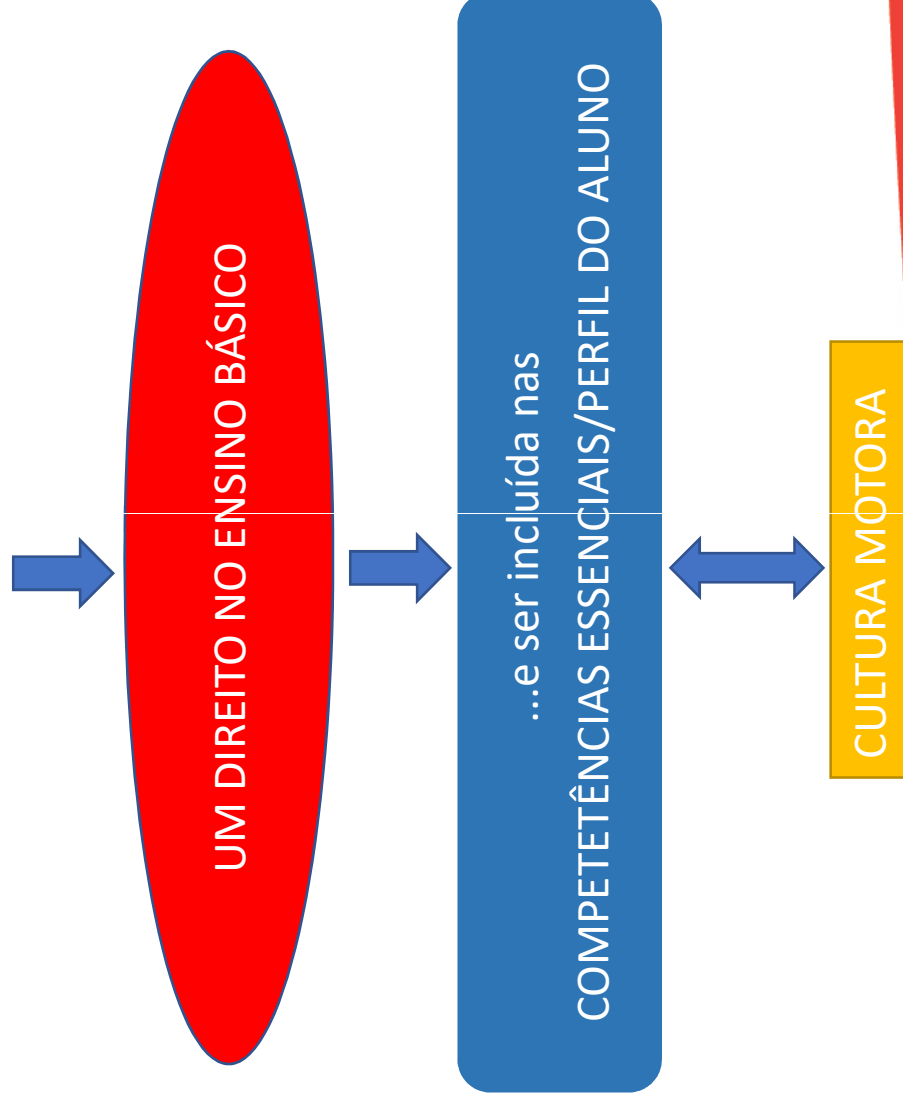 UM DIREITO NO ENSINO BÁSICO
...e ser incluída nas
COMPETETÊNCIAS ESSENCIAIS/PERFIL DO ALUNO
CULTURA MOTORA